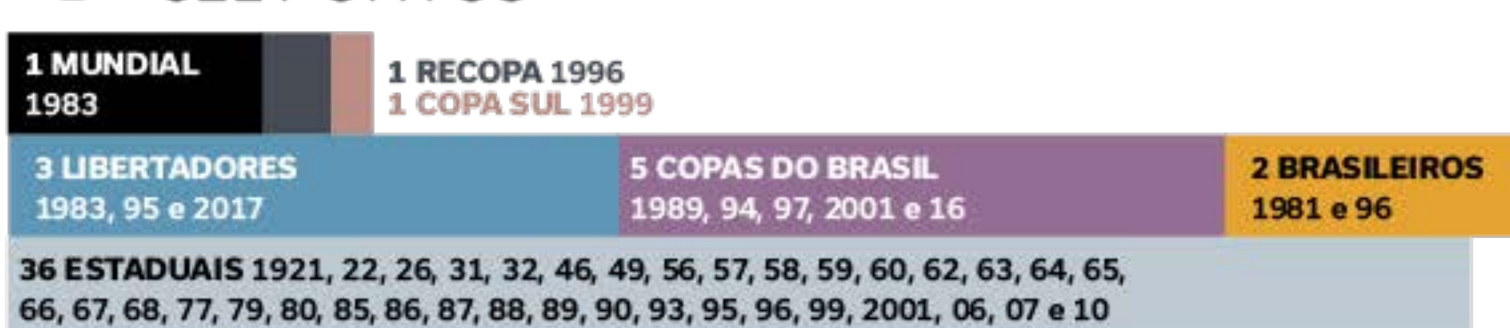 1 MUNDIAL
1983
1 RECOPA 1996
1 COPA SUL 1999
3 LIBERTADORES
1983, 95 e 2017
5 COPAS DO BRASIL
1989, 94, 97, 2001 e 16
2 BRASILEIROS
1981 e 96
36 ESTADUAIS 1921, 22, 26, 31, 32, 46, 49, 56, 57, 58, 59, 60, 62, 63, 64, 65,
66, 67, 68, 77, 79, 80, 85, 86, 87, 88, 89, 90, 93, 95, 96, 99, 2001, 06, 07 e 10